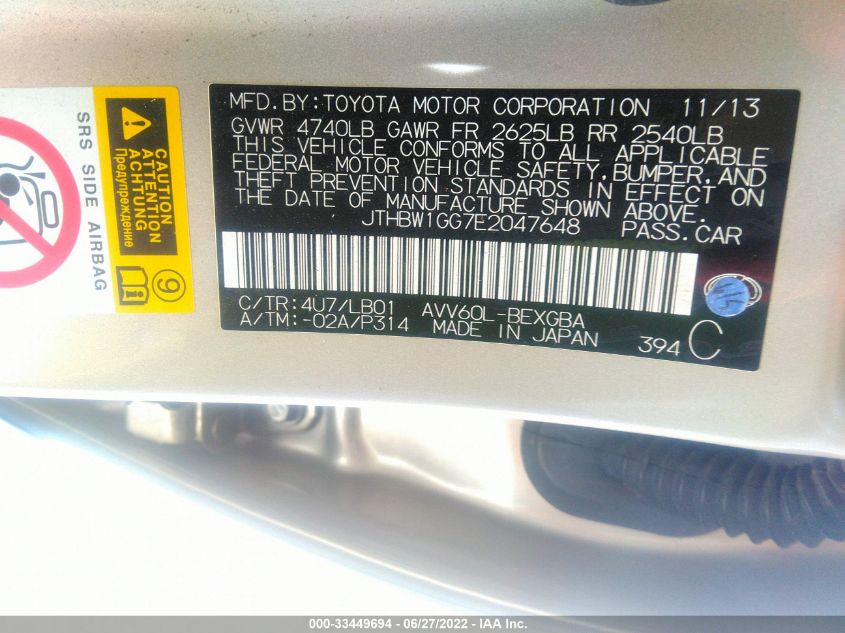 SRS SIDE AIRBAG
CAUTION
ATTENTION
ACHTUNG
Предупреждение
9
MFD.BY:TOYOTA MOTOR CORPORATION 11/13
GVWR 4740LB GAWR FR 2625LB RR 2540LB
THIS VEHICLE CONFORMS TO ALL APPLICABLE
FEDERAL MOTOR VEHICLE SAFETY,BUMPER,AND
THEFT PREVENTION STANDARDS IN EFFECT ON
THE DATE OF MANUFACTURE SHOWN ABOVE.
JTHBW1GG7E2047648 PASS.CAR
C/TR:4U7/LB01 AVV60L-BEXGBA
A/TM:-02A/P314 MADE IN JAPAN 394 C
000-33449694 - 06/27/2022 - IAA Inc.